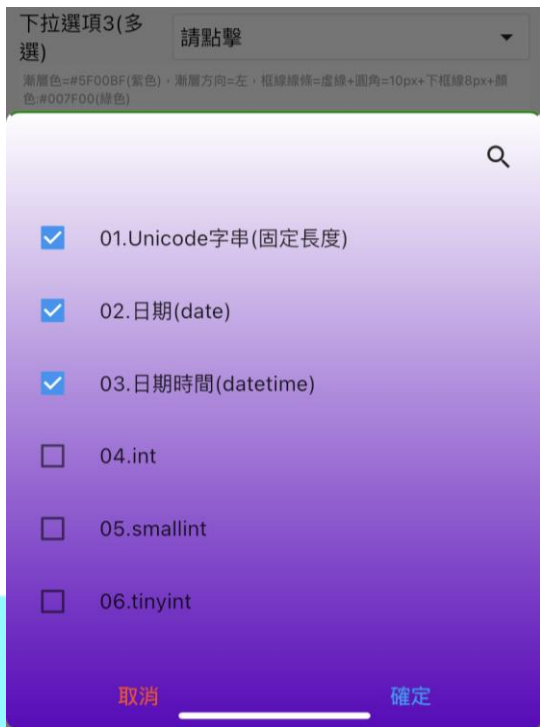 下拉選項3(多
選)
請點擊
漸層色=#5F00BF(紫色)，漸層方向=左，框線線條=虛線+圓角=10px+下框線8px+顏
色:#007F00(綠色)
01.Unicode字串(固定長度)
02.日期(date)
03.日期時間(datetime)
04.int
05.smallint
06.tinyint
取消
確定